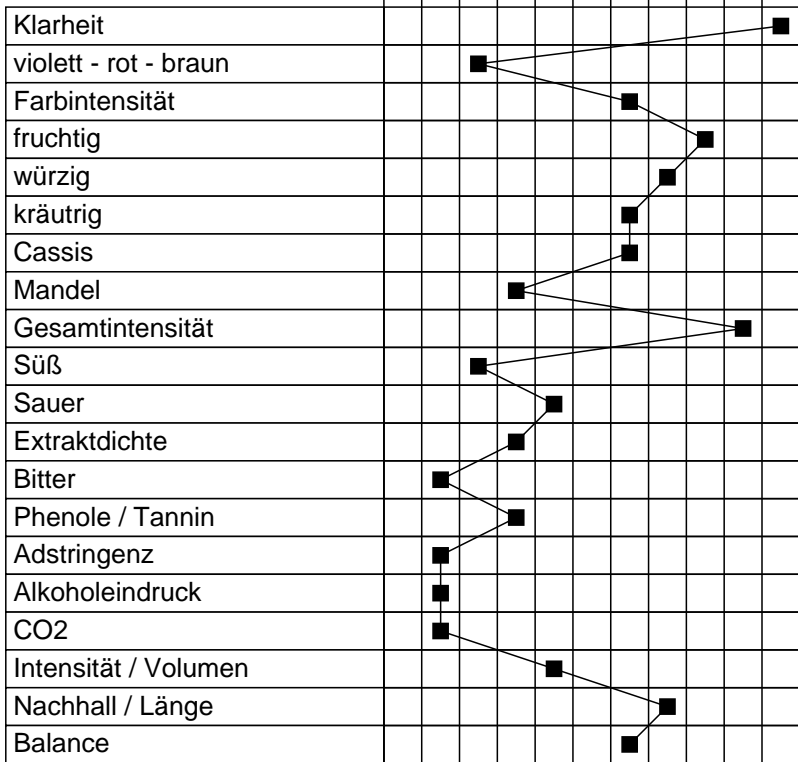 Klarheit
violett - rot - braun
Farbintensität
fruchtig
würzig
kräutrig
Cassis
Mandel
Gesamtintensität
Süß
Sauer
Extraktdichte
Bitter
Phenole / Tannin
Adstringenz
Alkoholeindruck
CO2
Intensität / Volumen
Nachhall / Länge
Balance